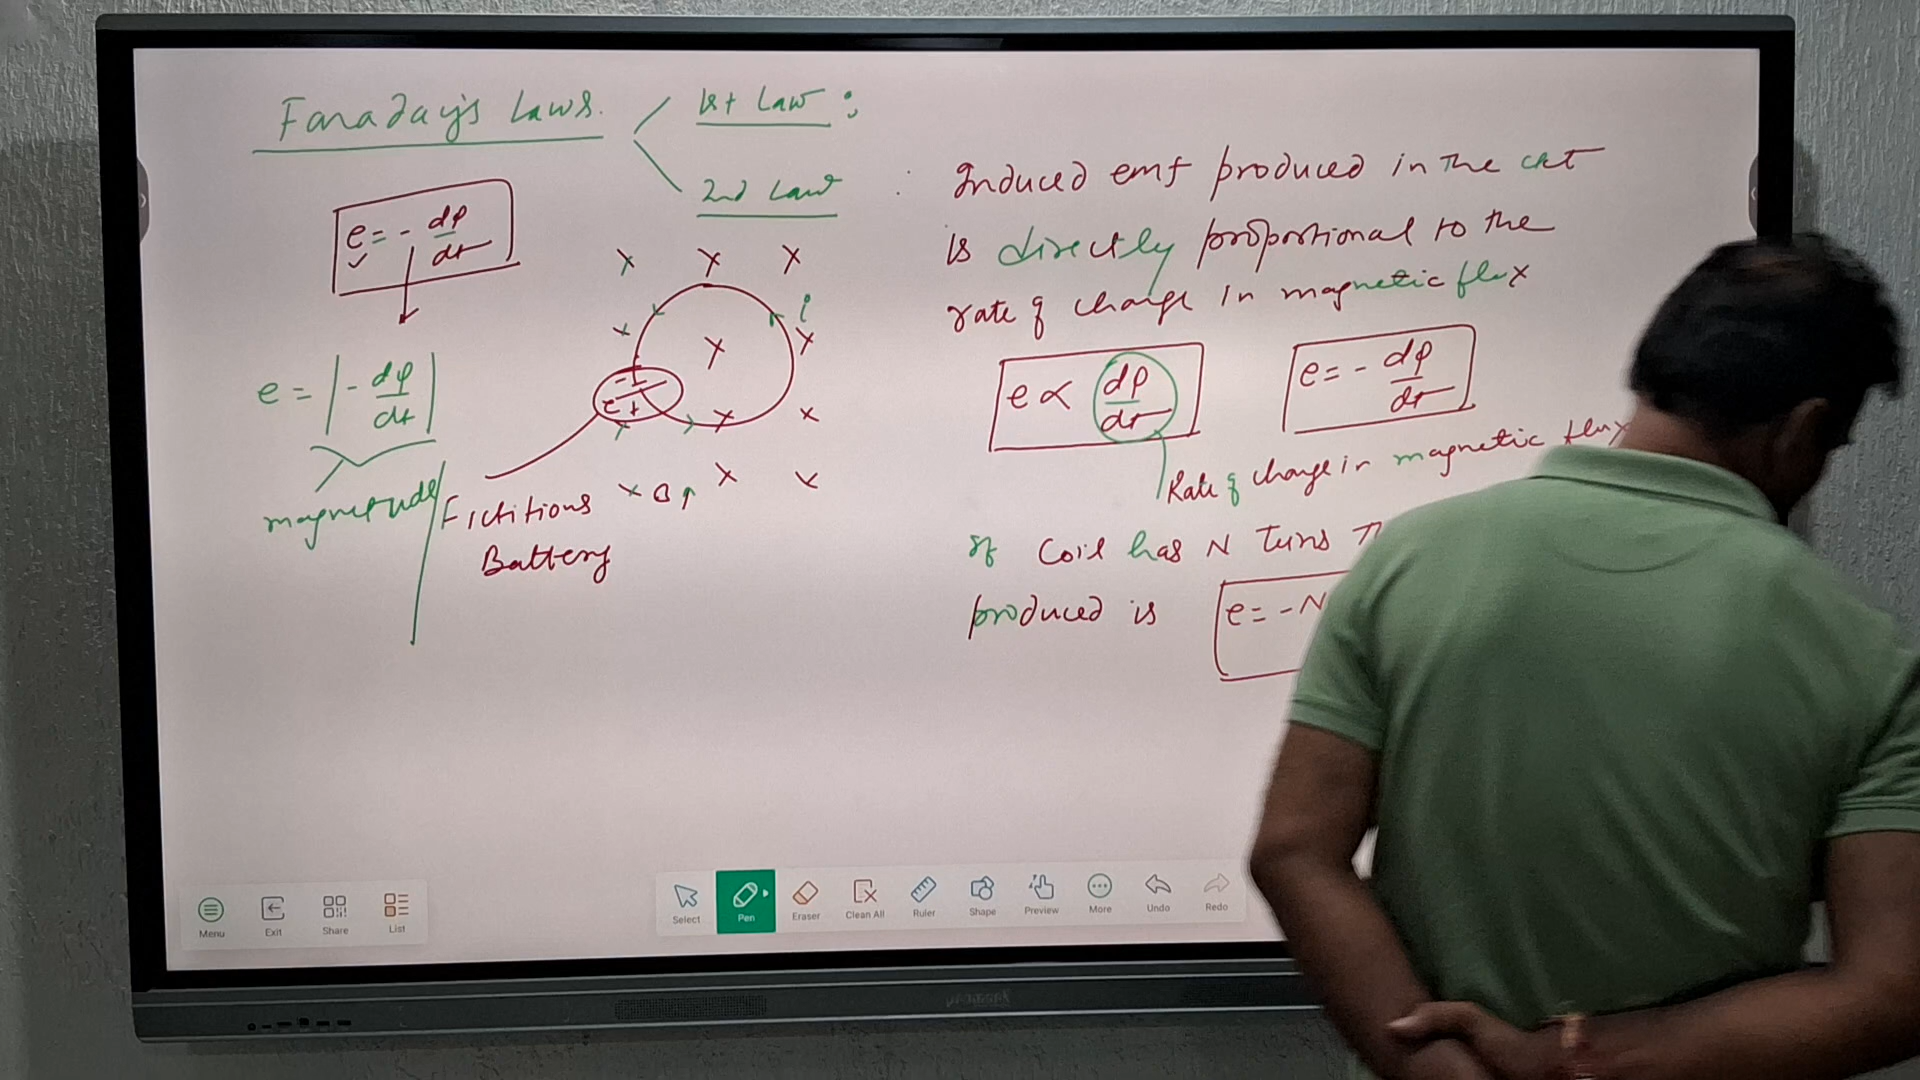 Faraday's Laws.
1st Law :
2nd Law :
e = - dφ/dt
e = |- dφ/dt|
magnetude
i
e
Fictitions
Battery
B↑
Induced emf produced in the ckt
is directly proportional to the
rate of change in magnetic flux
e ∝ dφ/dt
e = - dφ/dt
Rate of change in magnetic flux
If coil has N Turns
produced is e = -N
Menu
Exit
Share
List
Select
Pen
Eraser
Clean All
Ruler
Shape
Preview
More
Undo
Redo